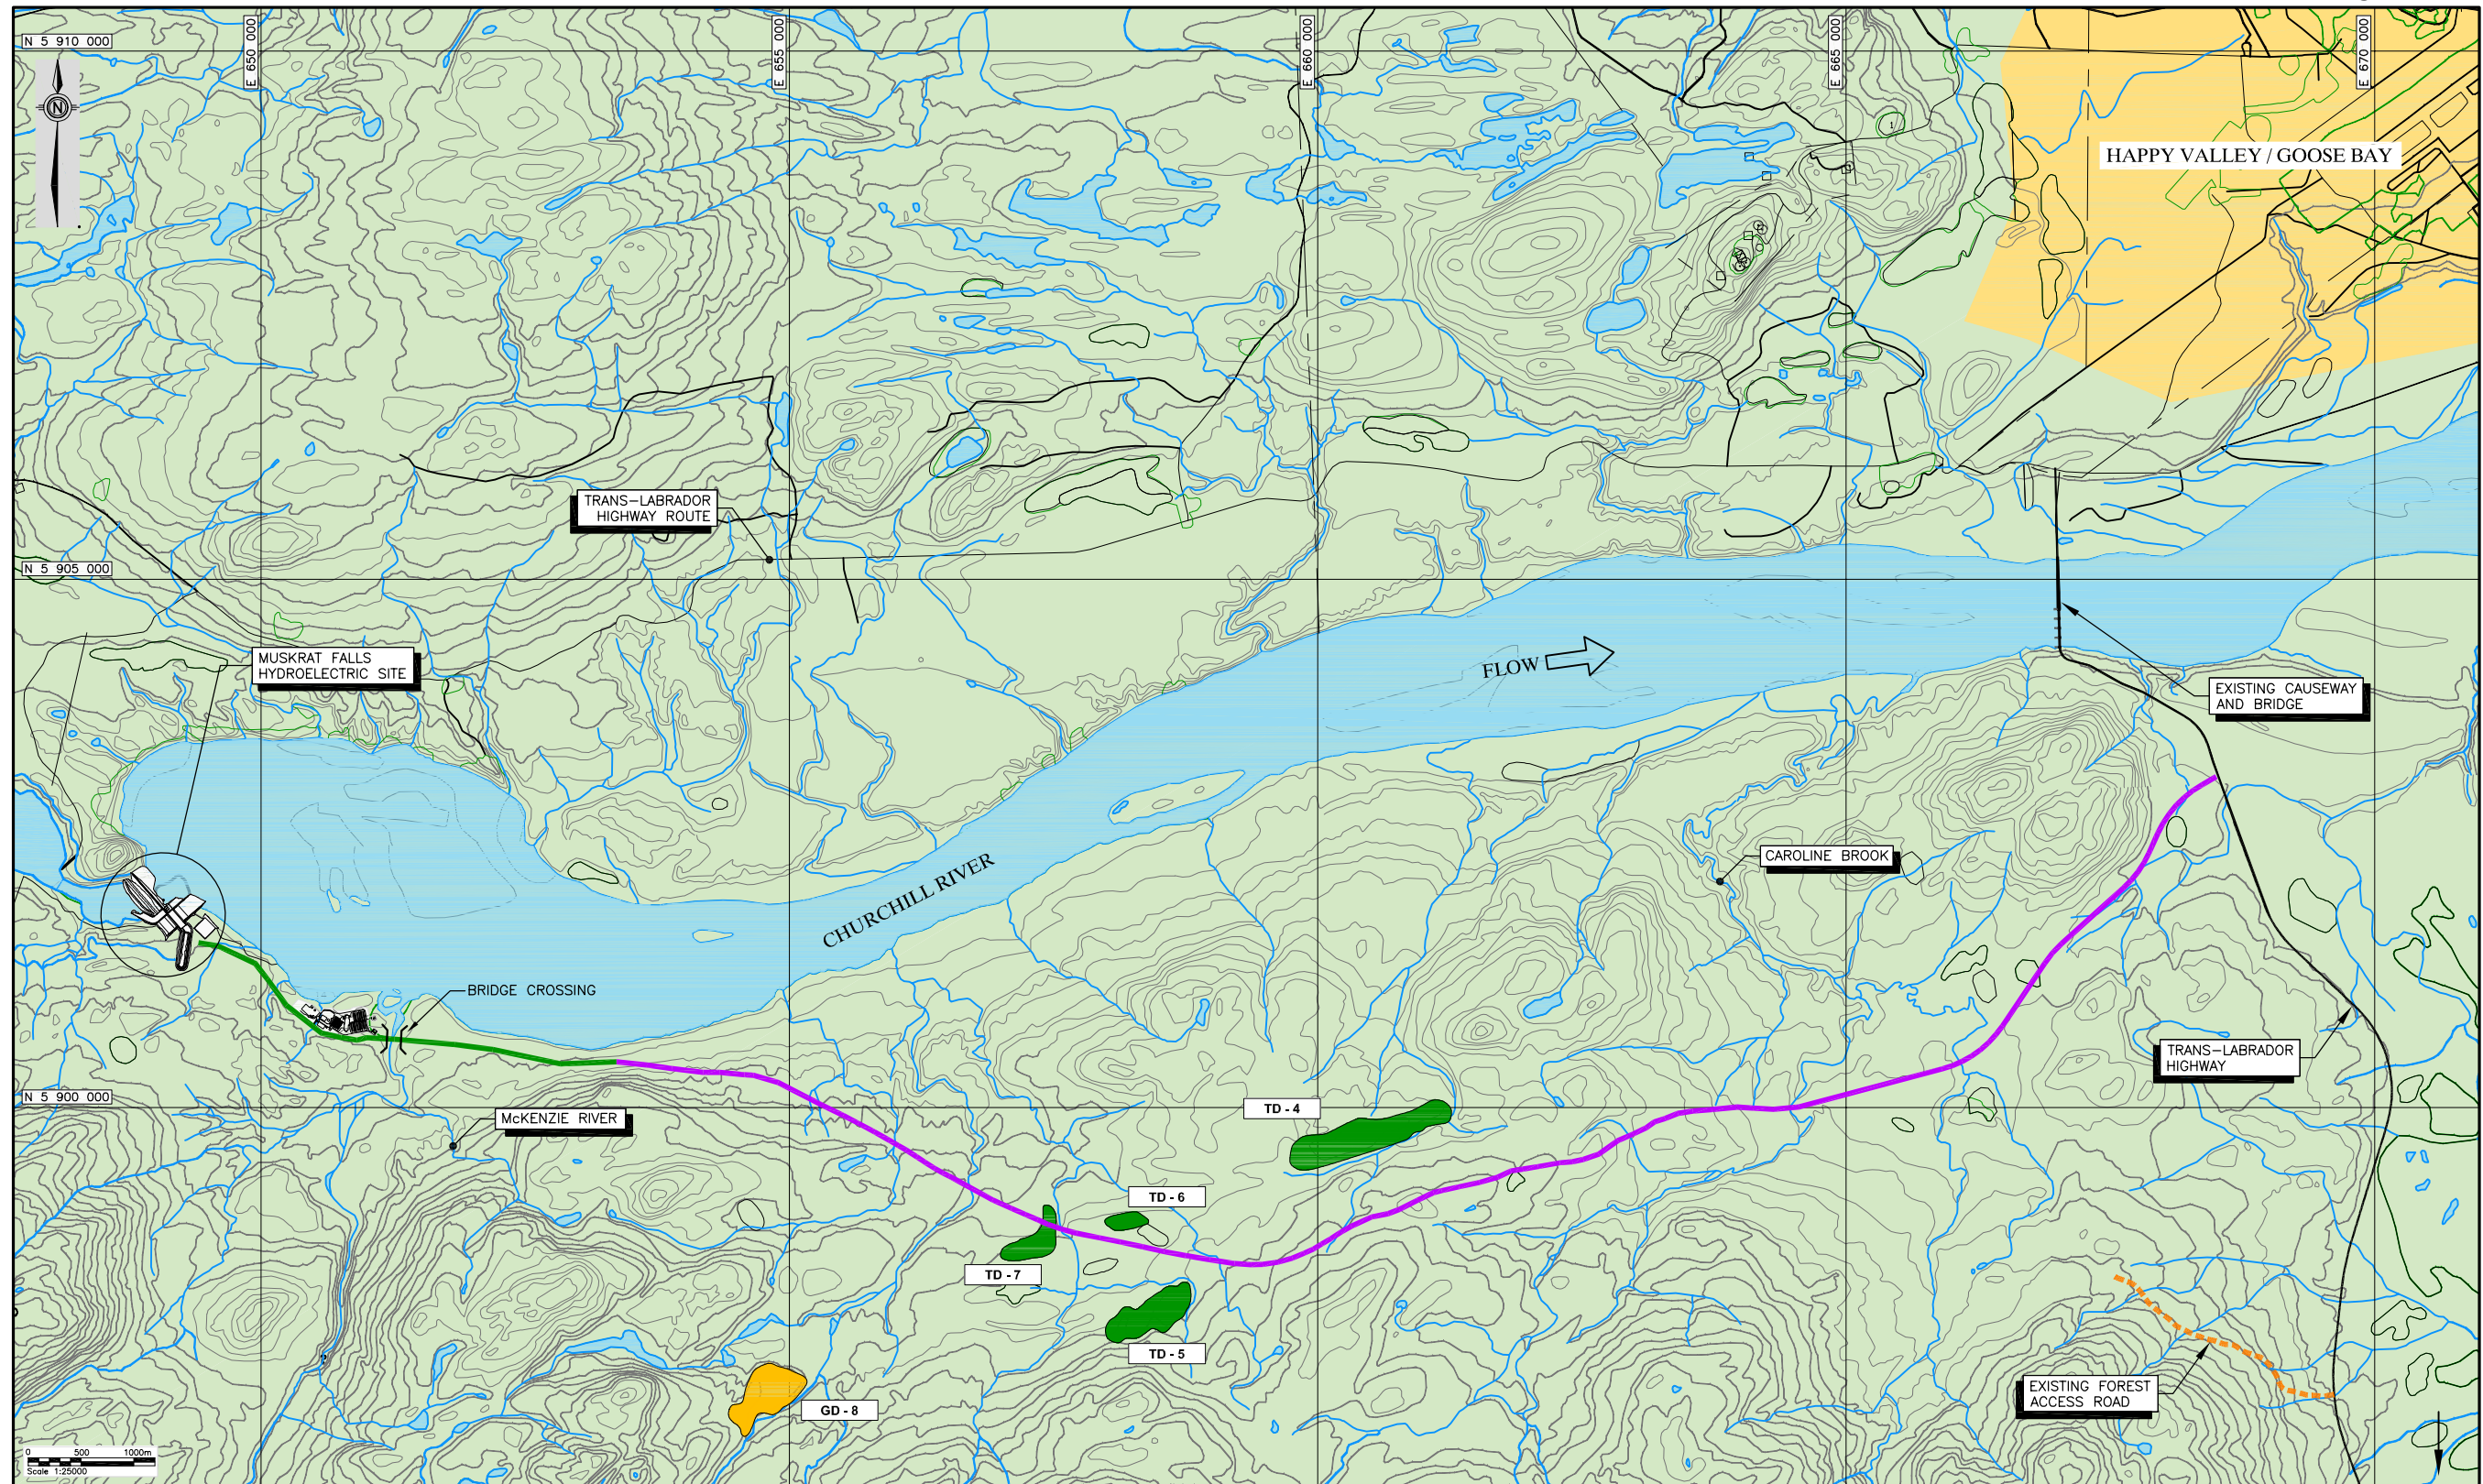 N 5 910 000
E 650 000
E 655 000
E 660 000
E 665 000
E 670 000
N
1
HAPPY VALLEY / GOOSE BAY
TRANS-LABRADOR
HIGHWAY ROUTE
N 5 905 000
MUSKRAT FALLS
HYDROELECTRIC SITE
FLOW
EXISTING CAUSEWAY
AND BRIDGE
CAROLINE BROOK
CHURCHILL RIVER
BRIDGE CROSSING
TRANS-LABRADOR
HIGHWAY
N 5 900 000
McKENZIE RIVER
TD - 4
TD - 6
TD - 7
TD - 5
EXISTING FOREST
ACCESS ROAD
GD - 8
0 500 1000m
Scale 1:25000